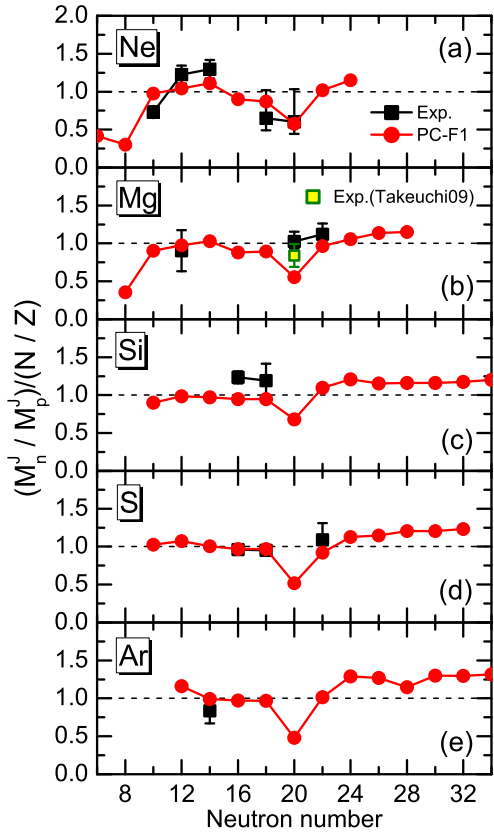 2.0
1.5
1.0
0.5
0.0
Ne
(a)
Exp.
PC-F1
1.5
1.0
0.5
0.0
Mg
Exp.(Takeuchi09)
(b)
1.5
1.0
0.5
0.0
Si
(c)
1.5
1.0
0.5
0.0
S
(d)
1.5
1.0
0.5
0.0
Ar
(e)
(M_n^J / M_p^J)/(N / Z)
8 12 16 20 24 28 32
Neutron number